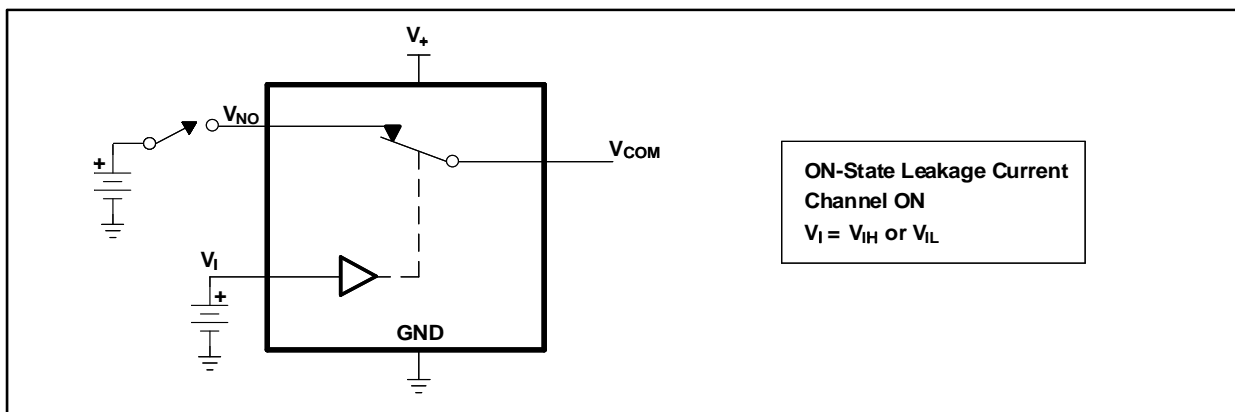 V+
VNO
VCOM
+
VI
+
GND
ON-State Leakage Current
Channel ON
VI = VIH or VIL